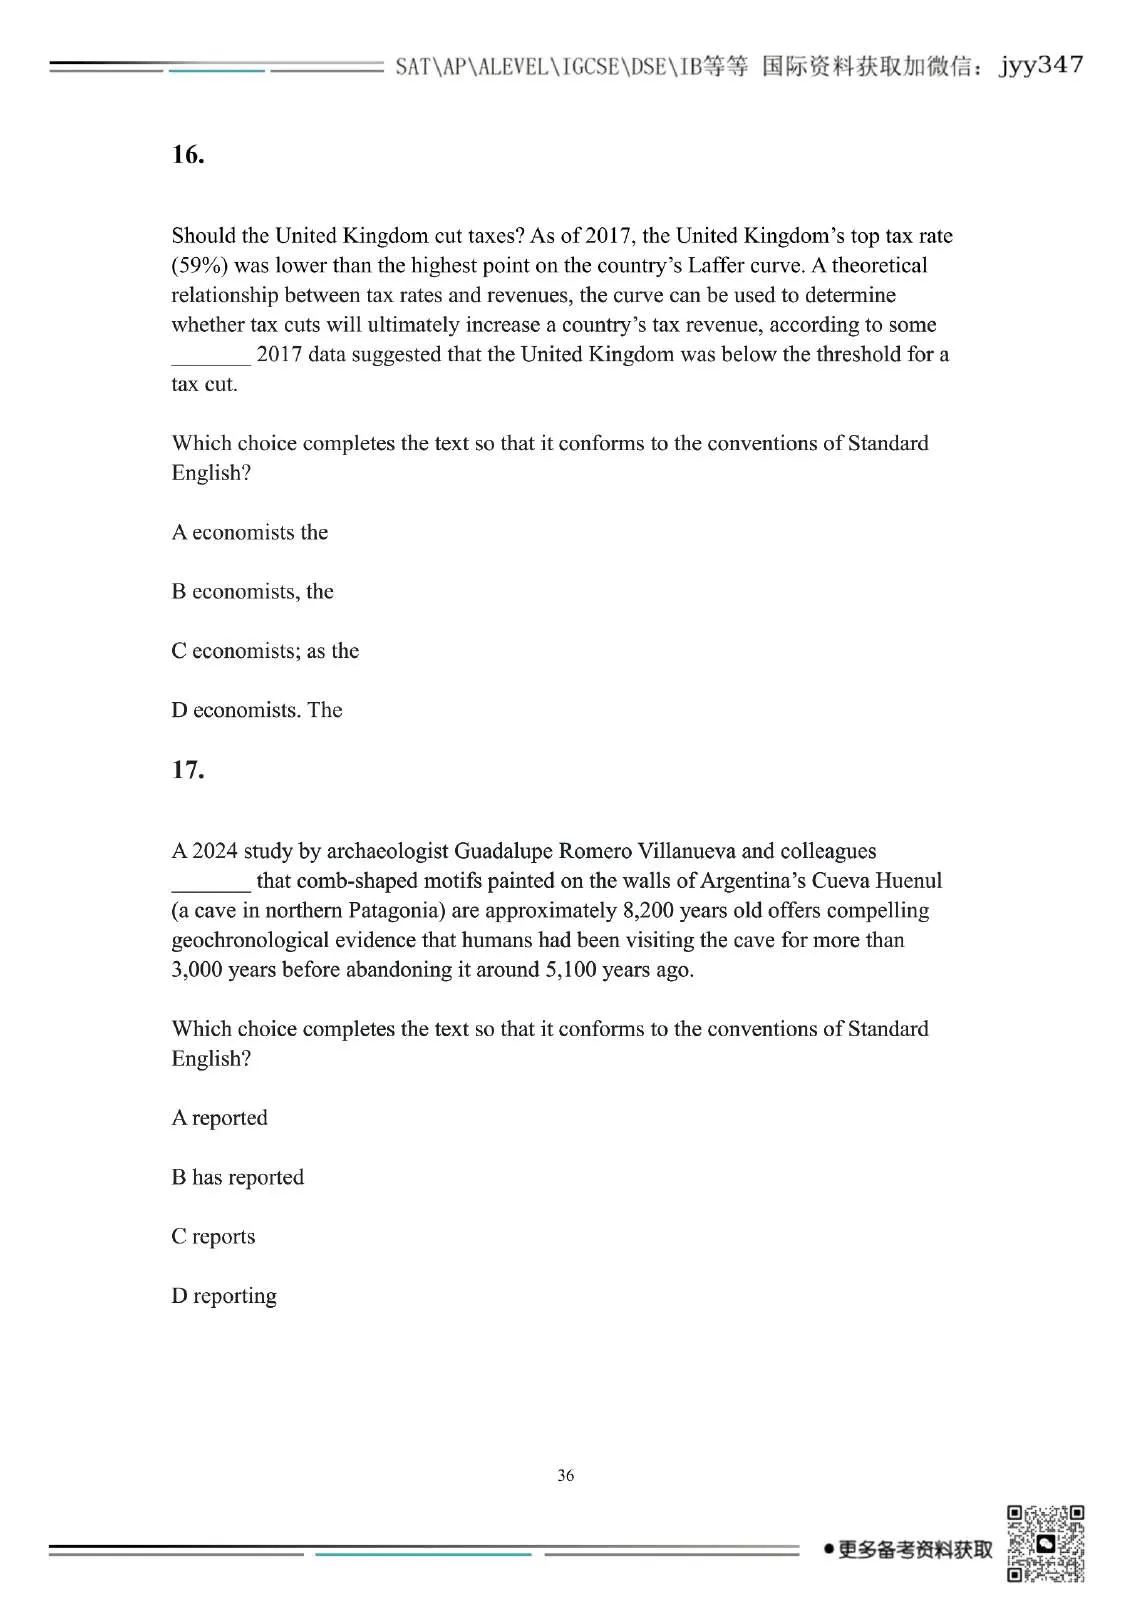 SAT\AP\ALEVEL\IGCSE\DSE\IB等等 国际资料获取加微信： jyy347
16.
Should the United Kingdom cut taxes? As of 2017, the United Kingdom’s top tax rate
(59%) was lower than the highest point on the country’s Laffer curve. A theoretical
relationship between tax rates and revenues, the curve can be used to determine
whether tax cuts will ultimately increase a country’s tax revenue, according to some
_______ 2017 data suggested that the United Kingdom was below the threshold for a
tax cut.
Which choice completes the text so that it conforms to the conventions of Standard
English?
A economists the
B economists, the
C economists; as the
D economists. The
17.
A 2024 study by archaeologist Guadalupe Romero Villanueva and colleagues
_______ that comb-shaped motifs painted on the walls of Argentina’s Cueva Huenul
(a cave in northern Patagonia) are approximately 8,200 years old offers compelling
geochronological evidence that humans had been visiting the cave for more than
3,000 years before abandoning it around 5,100 years ago.
Which choice completes the text so that it conforms to the conventions of Standard
English?
A reported
B has reported
C reports
D reporting
36
●更多备考资料获取